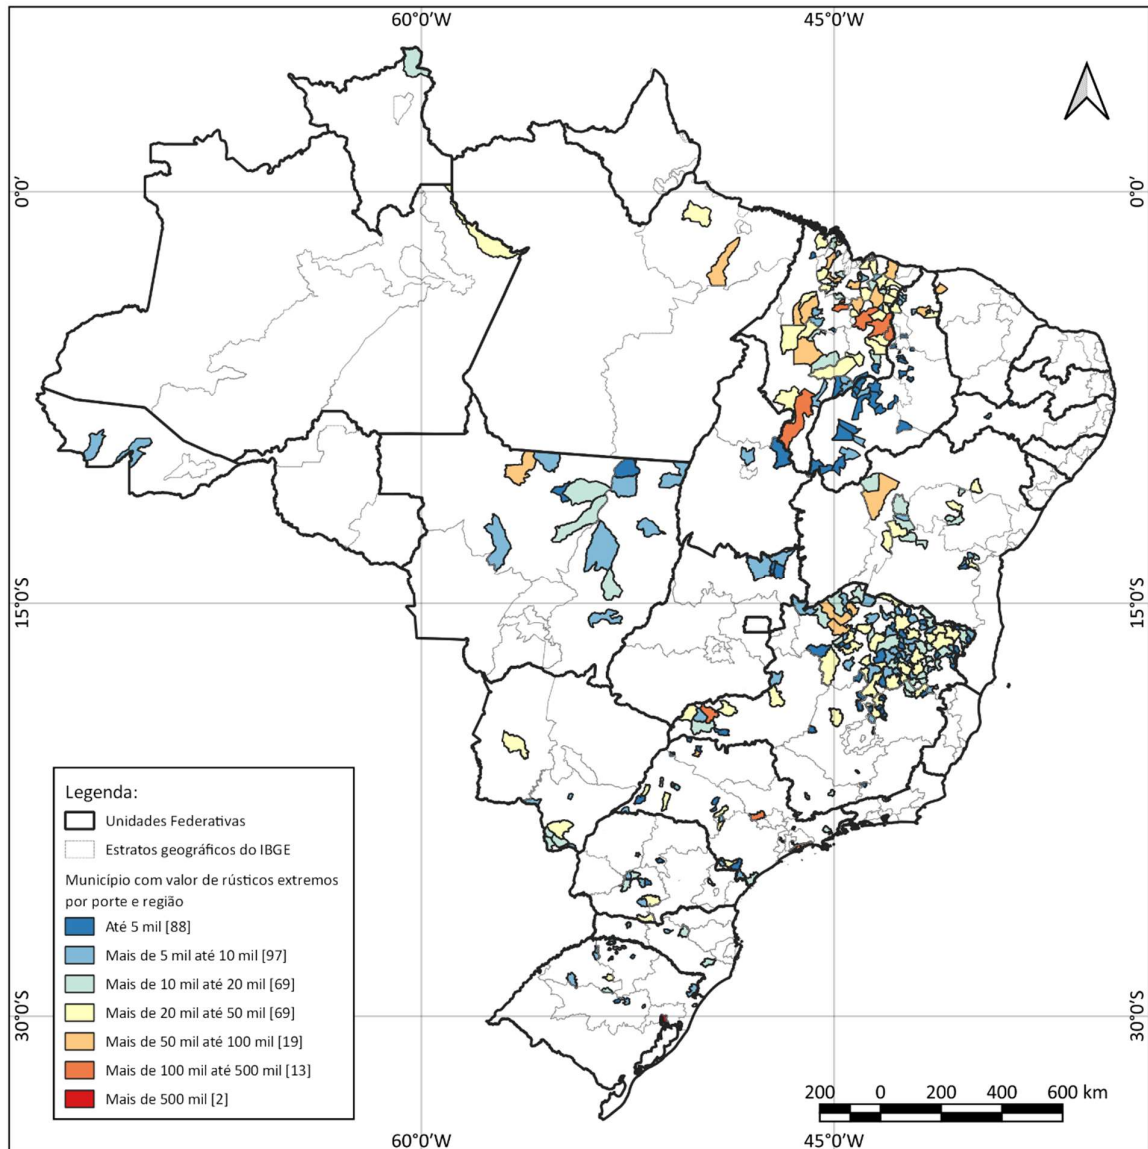 60°0'W 45°0'W
0°0' 0°0'
15°0'S 15°0'S
30°0'S 30°0'S
Legenda:
Unidades Federativas
Estratos geográficos do IBGE
Município com valor de rústicos extremos
por porte e região
Até 5 mil [88]
Mais de 5 mil até 10 mil [97]
Mais de 10 mil até 20 mil [69]
Mais de 20 mil até 50 mil [69]
Mais de 50 mil até 100 mil [19]
Mais de 100 mil até 500 mil [13]
Mais de 500 mil [2]
200 0 200 400 600 km
60°0'W 45°0'W